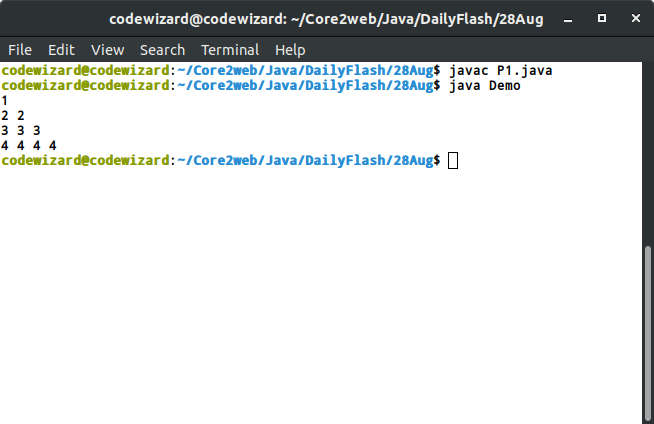 codewizard@codewizard: ~/Core2web/Java/DailyFlash/28Aug
File Edit View Search Terminal Help
codewizard@codewizard:~/Core2web/Java/DailyFlash/28Aug$ javac P1.java
codewizard@codewizard:~/Core2web/Java/DailyFlash/28Aug$ java Demo
1
2 2
3 3 3
4 4 4 4
codewizard@codewizard:~/Core2web/Java/DailyFlash/28Aug$